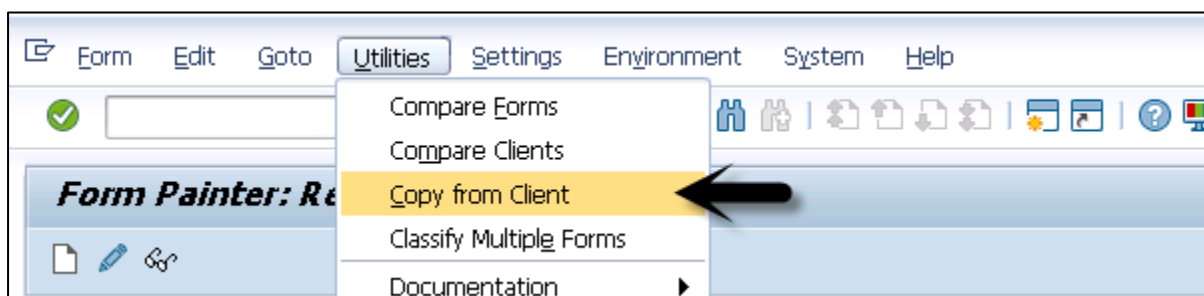 Form Edit Goto Utilities Settings Environment System Help
Compare Forms
Compare Clients
Form Painter: Re
Copy from Client
Classify Multiple Forms
Documentation